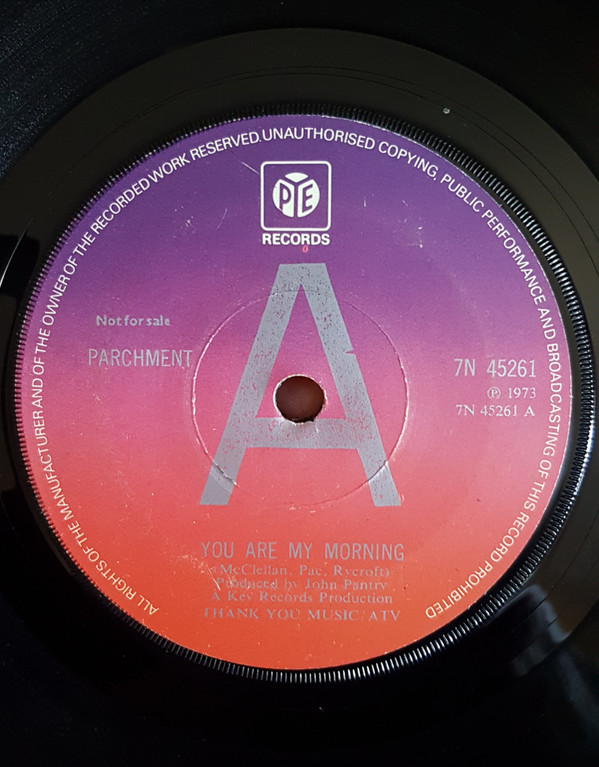 ALL RIGHTS OF THE MANUFACTURER AND OF THE OWNER OF THE RECORDED WORK RESERVED. UNAUTHORISED COPYING, PUBLIC PERFORMANCE AND BROADCASTING OF THIS RECORD PROHIBITED
PYE
RECORDS
A
Not for sale
PARCHMENT
7N 45261
℗ 1973
7N 45261 A
YOU ARE MY MORNING
(McClellan, Pac, Rycroft)
Produced by John Pantry
A Key Records Production
THANK YOU MUSIC/ATV